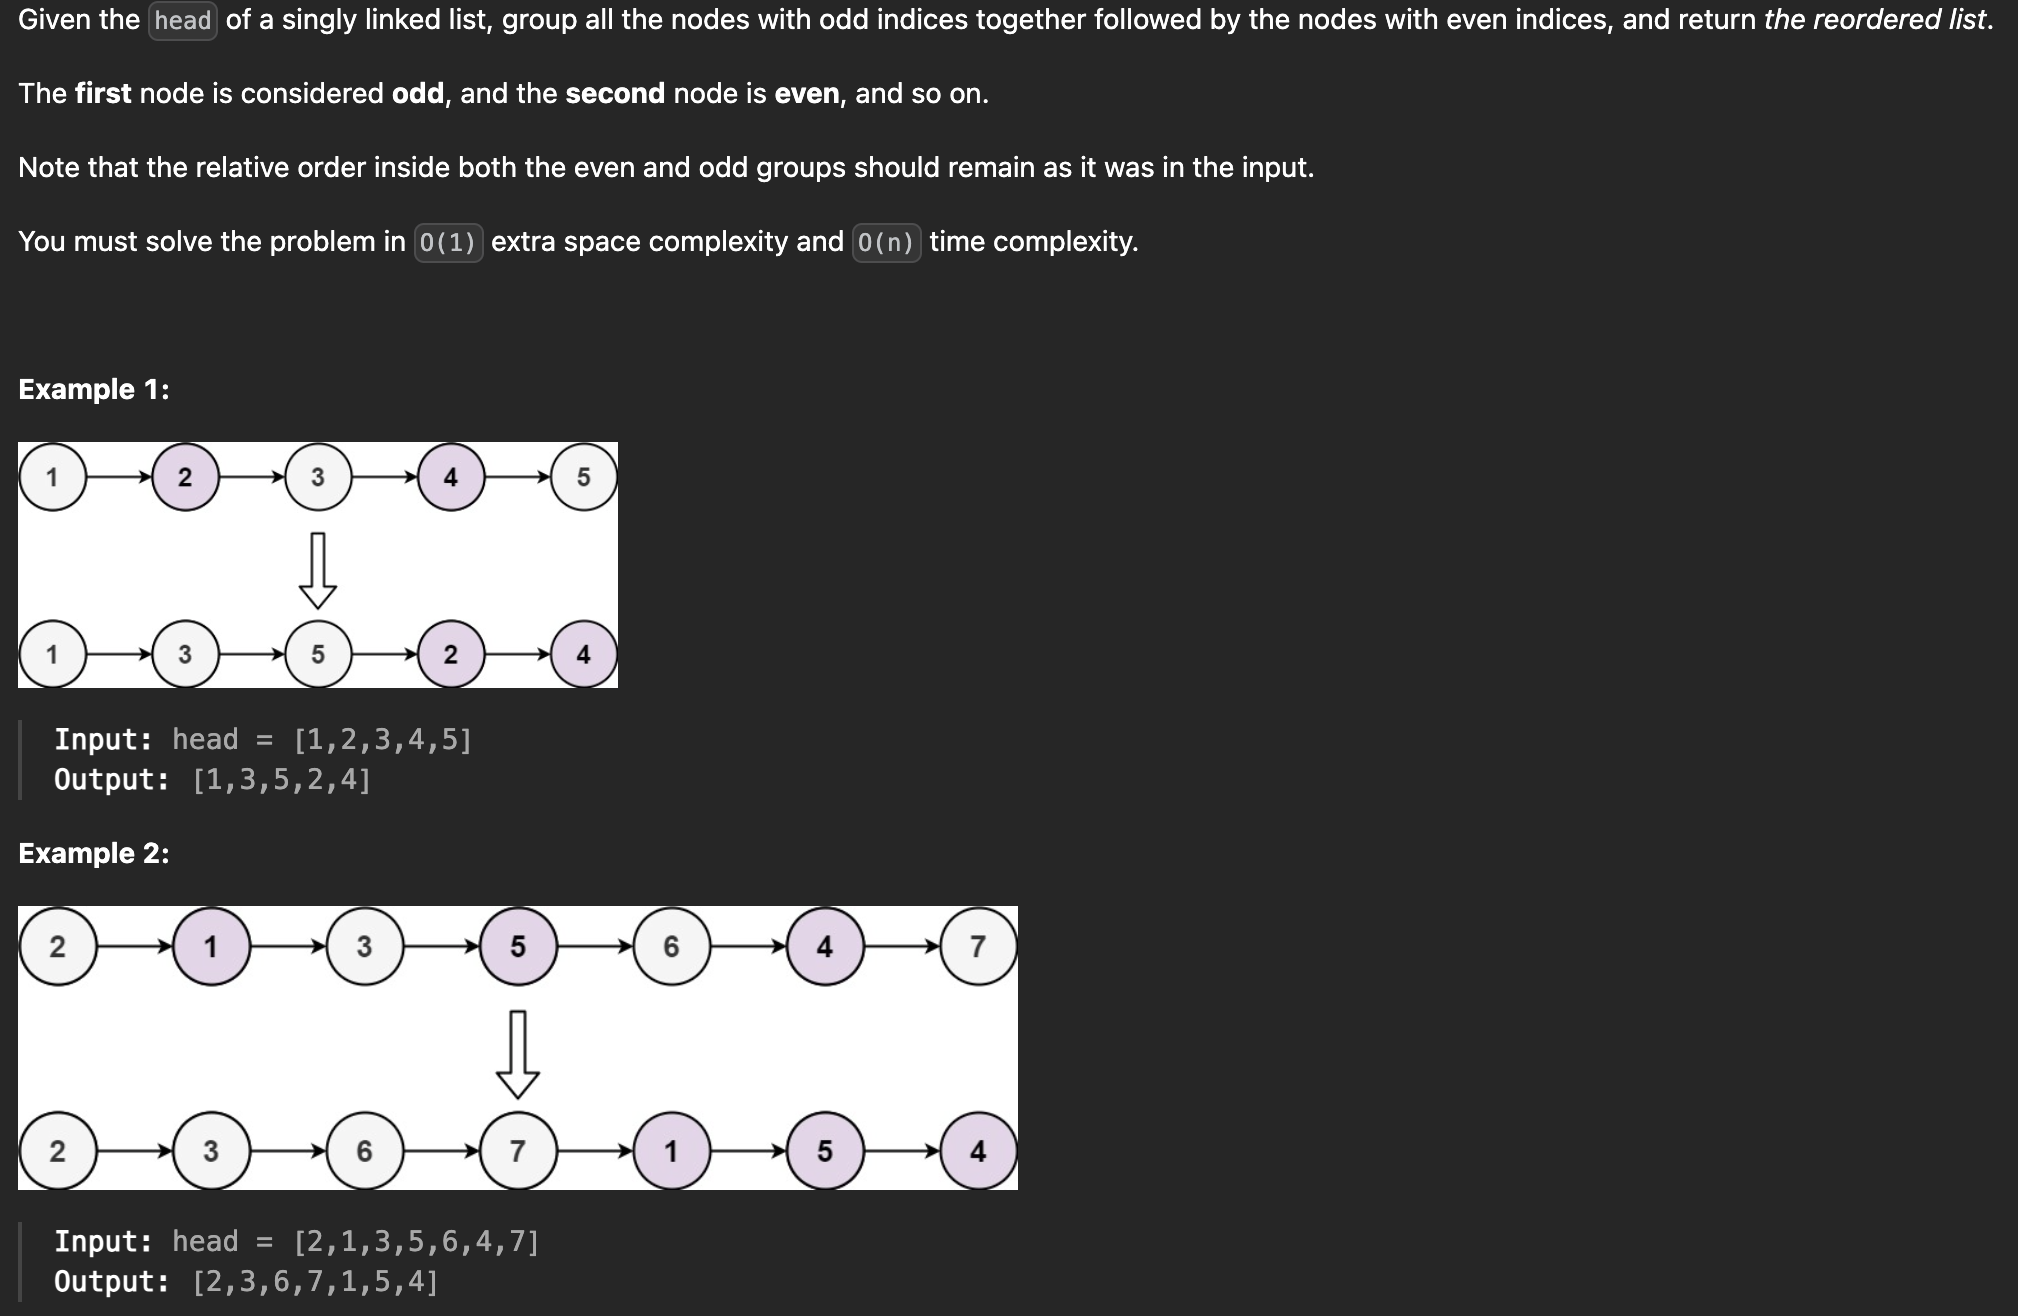 Given the head of a singly linked list, group all the nodes with odd indices together followed by the nodes with even indices, and return the reordered list.
The first node is considered odd, and the second node is even, and so on.
Note that the relative order inside both the even and odd groups should remain as it was in the input.
You must solve the problem in O(1) extra space complexity and O(n) time complexity.
Example 1:
1 2 3 4 5
1 3 5 2 4
Input: head = [1,2,3,4,5]
Output: [1,3,5,2,4]
Example 2:
2 1 3 5 6 4 7
2 3 6 7 1 5 4
Input: head = [2,1,3,5,6,4,7]
Output: [2,3,6,7,1,5,4]